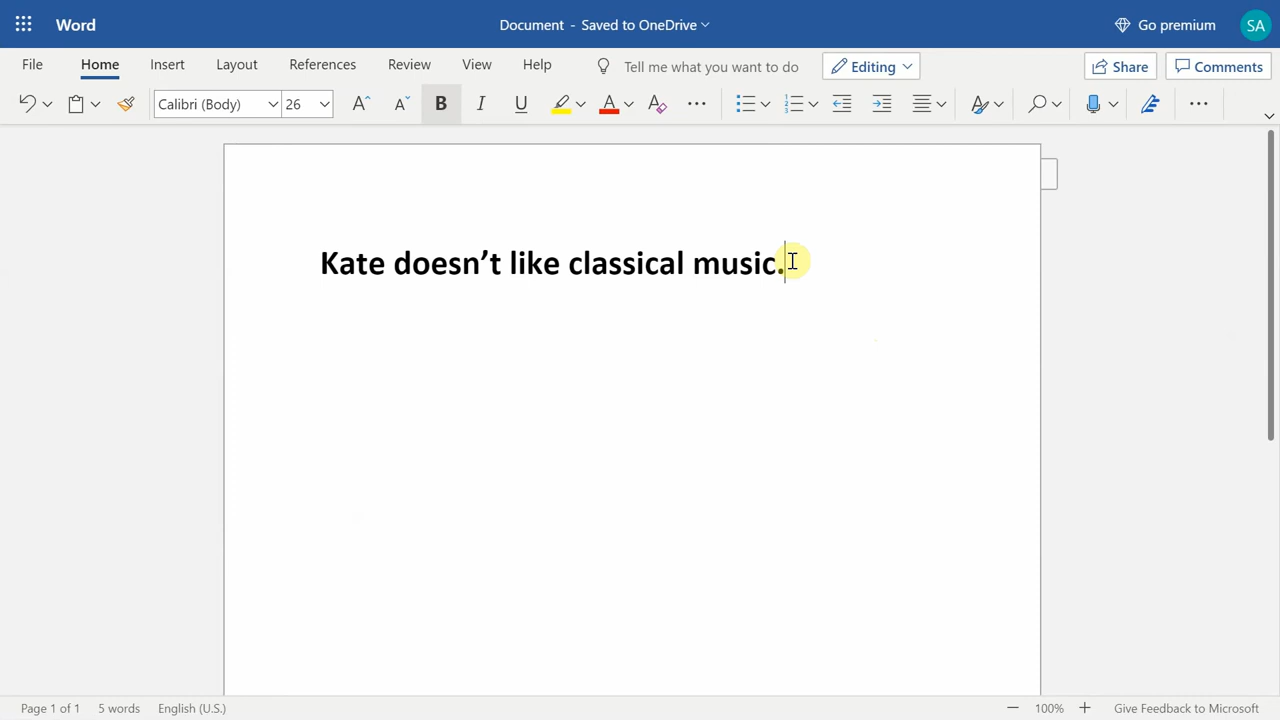 Word
Document - Saved to OneDrive
Go premium
SA
File Home Insert Layout References Review View Help Tell me what you want to do Editing Share Comments
Calibri (Body) 26 A A B I U A A
Kate doesn’t like classical music.
Page 1 of 1 5 words English (U.S.) 100% Give Feedback to Microsoft